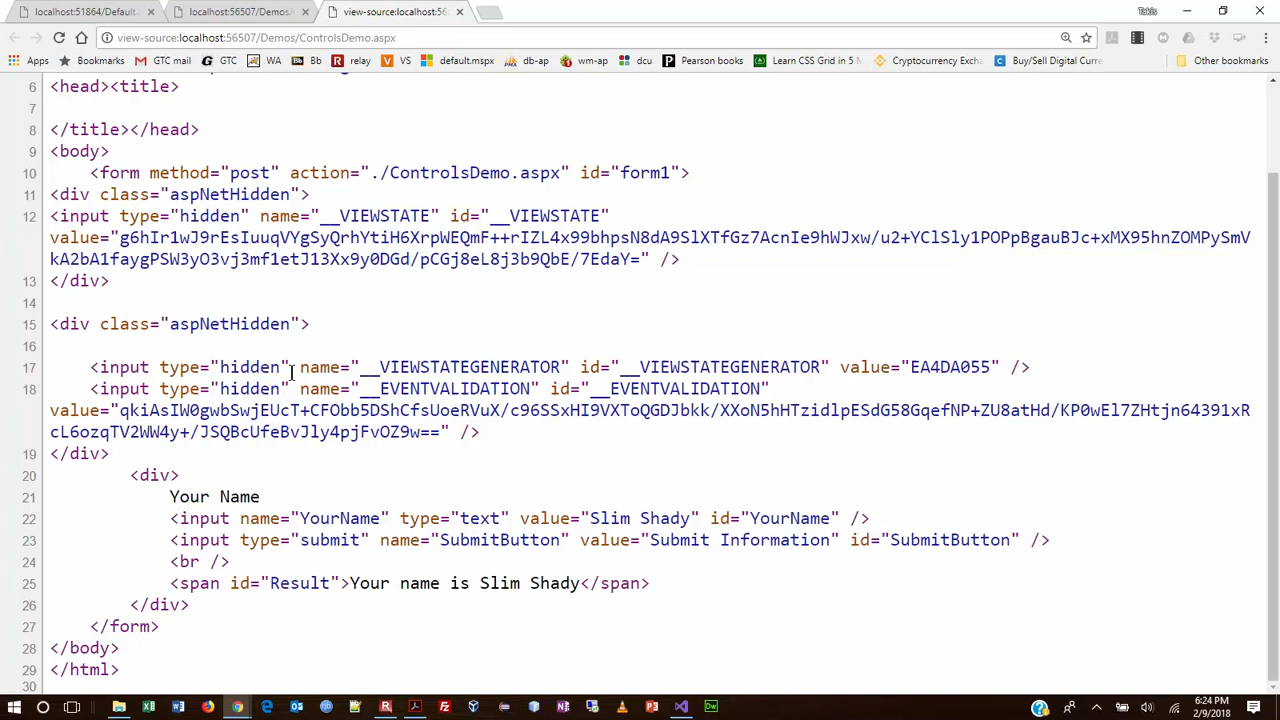 localhost:51864/Default.
localhost:56507/Demos/
view-source:localhost:56
Takis
view-source:localhost:56507/Demos/ControlsDemo.aspx
Apps Bookmarks GTC mail GTC WA Bb relay VS default.mspx db-ap wm-ap dcu Pearson books Learn CSS Grid in 5 M Cryptocurrency Exch Buy/Sell Digital Curre Other bookmarks
6 <head><title>
7
8 </title></head>
9 <body>
10 <form method="post" action="./ControlsDemo.aspx" id="form1">
11 <div class="aspNetHidden">
12 <input type="hidden" name="__VIEWSTATE" id="__VIEWSTATE"
value="g6hIr1wJ9rEsIuuqVYgSyQrhYtiH6XrpWEQmF++rIZL4x99bhpsN8dA9SlXTfGz7AcnIe9hWJxw/u2+YClSly1POPpBgauBJc+xMX95hnZOMPySmV
kA2bA1faygPSW3yO3vj3mf1etJ13Xx9y0DGd/pCGj8eL8j3b9QbE/7EdaY=" />
13 </div>
14
15 <div class="aspNetHidden">
16
17 <input type="hidden" name="__VIEWSTATEGENERATOR" id="__VIEWSTATEGENERATOR" value="EA4DA055" />
18 <input type="hidden" name="__EVENTVALIDATION" id="__EVENTVALIDATION"
value="qkiAsIW0gwbSwjEUcT+CFObb5DShCfsUoeRVuX/c96SSxHI9VXToQGDJbkk/XXoN5hHTzidlpESdG58GqefNP+ZU8atHd/KP0wEl7ZHtjn64391xR
cL6ozqTV2WW4y+/JSQBcUfeBvJly4pjFvOZ9w==" />
19 </div>
20 <div>
21 Your Name
22 <input name="YourName" type="text" value="Slim Shady" id="YourName" />
23 <input type="submit" name="SubmitButton" value="Submit Information" id="SubmitButton" />
24 <br />
25 <span id="Result">Your name is Slim Shady</span>
26 </div>
27 </form>
28 </body>
29 </html>
30
6:24 PM
2/9/2018